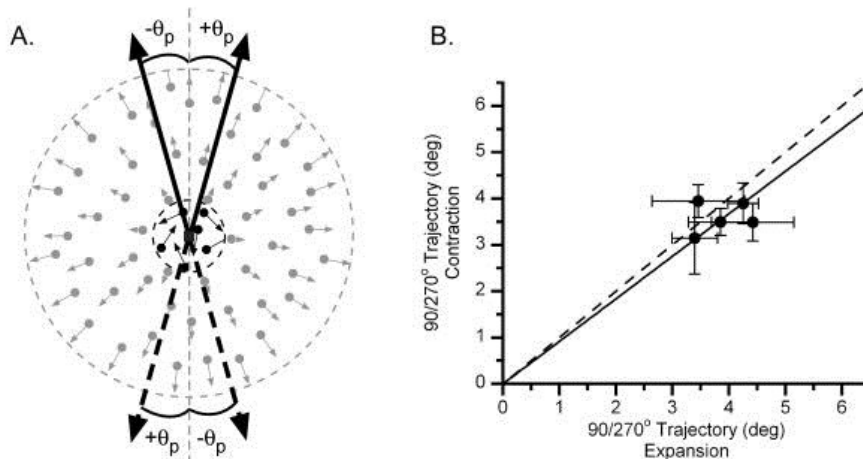 A.
-θp +θp
+θp -θp
B.
90/270° Trajectory (deg)
Contraction
6
5
4
3
2
1
0
0 1 2 3 4 5 6
90/270° Trajectory (deg)
Expansion